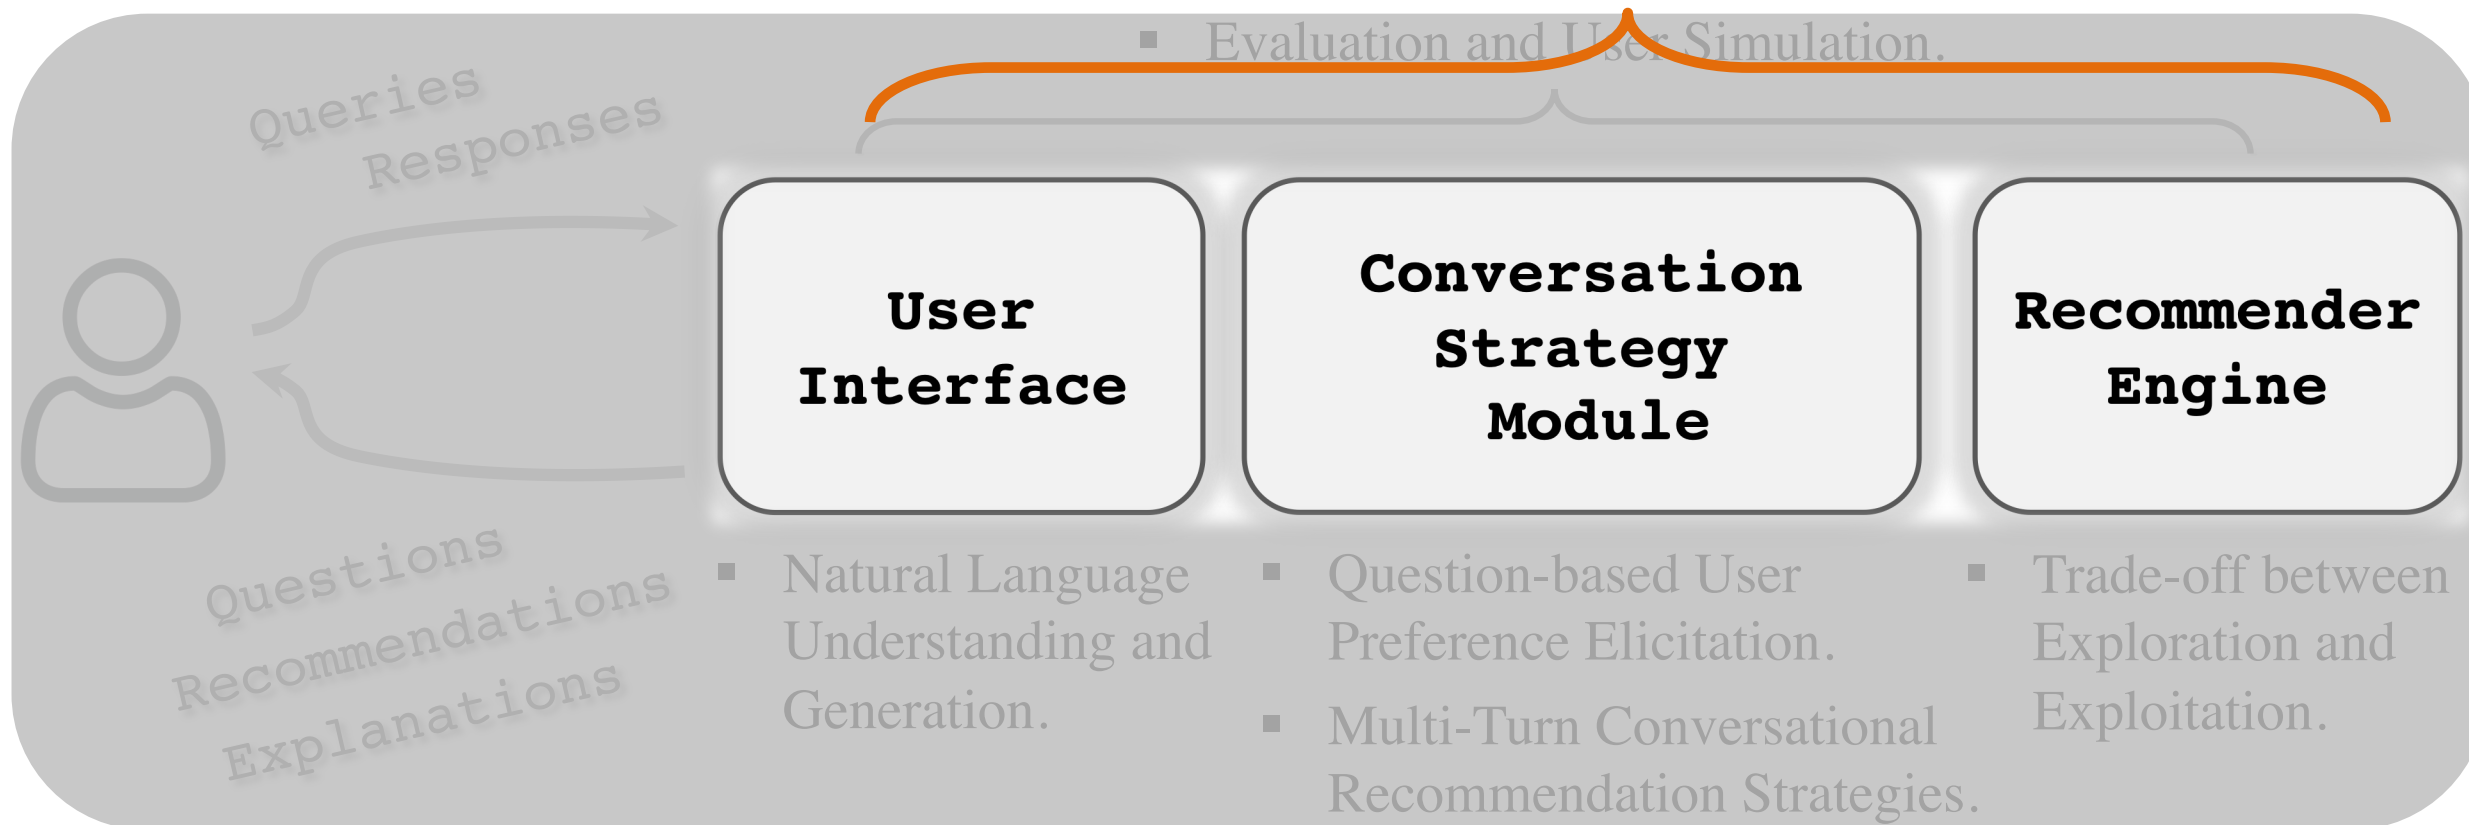 ▪ Evaluation and User Simulation.
Queries
Responses
User
Interface
Conversation
Strategy
Module
Recommender
Engine
Questions
Recommendations
Explanations
▪ Natural Language
Understanding and
Generation.
▪ Question-based User
Preference Elicitation.
▪ Multi-Turn Conversational
Recommendation Strategies.
▪ Trade-off between
Exploration and
Exploitation.